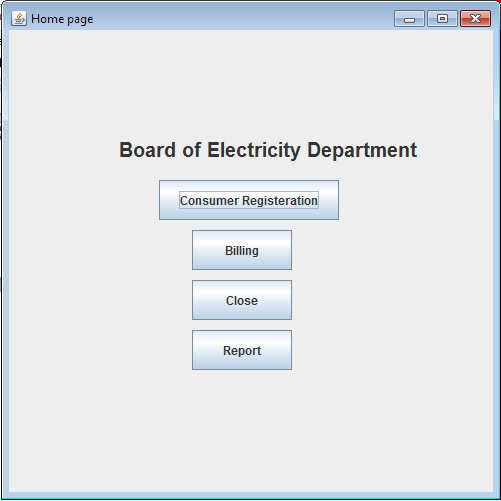 Home page
Board of Electricity Department
Consumer Registeration
Billing
Close
Report